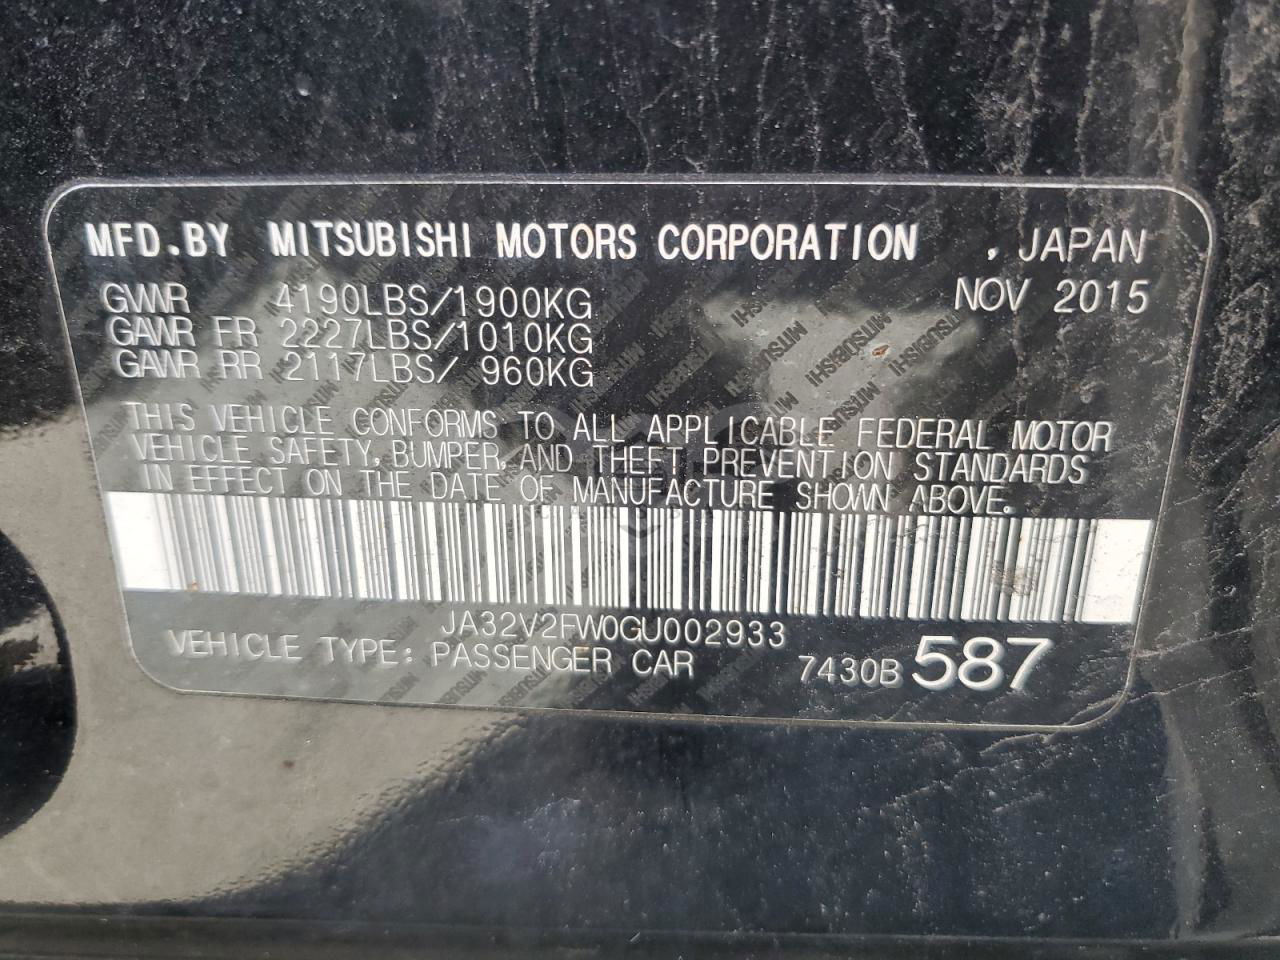 MFD.BY MITSUBISHI MOTORS CORPORATION , JAPAN
GVWR 4190LBS/1900KG NOV 2015
GAWR FR 2227LBS/1010KG
GAWR RR 2117LBS/ 960KG
THIS VEHICLE CONFORMS TO ALL APPLICABLE FEDERAL MOTOR
VEHICLE SAFETY, BUMPER, AND THEFT PREVENTION STANDARDS
IN EFFECT ON THE DATE OF MANUFACTURE SHOWN ABOVE.
JA32V2FW0GU002933
VEHICLE TYPE: PASSENGER CAR 7430B 587